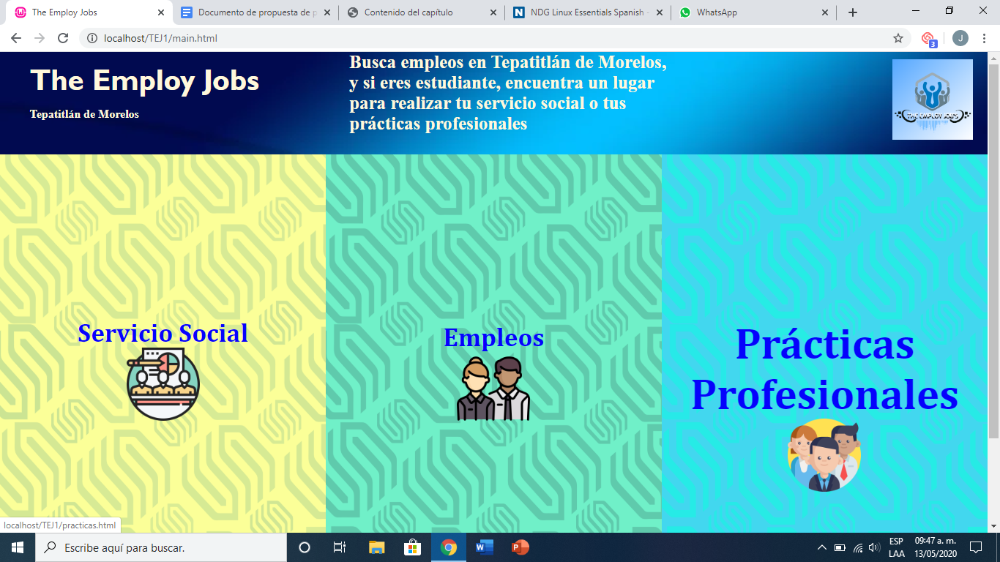 The Employ Jobs
Documento de propuesta de p
Contenido del capítulo
NDG Linux Essentials Spanish -
WhatsApp
localhost/TEJ1/main.html
3
J
The Employ Jobs
Tepatitlán de Morelos
Busca empleos en Tepatitlán de Morelos,
y si eres estudiante, encuentra un lugar
para realizar tu servicio social o tus
prácticas profesionales
THE EMPLOY JOB'S
Servicio Social
Empleos
Prácticas
Profesionales
localhost/TEJ1/practicas.html
Escribe aquí para buscar.
ESP
LAA
09:47 a. m.
13/05/2020